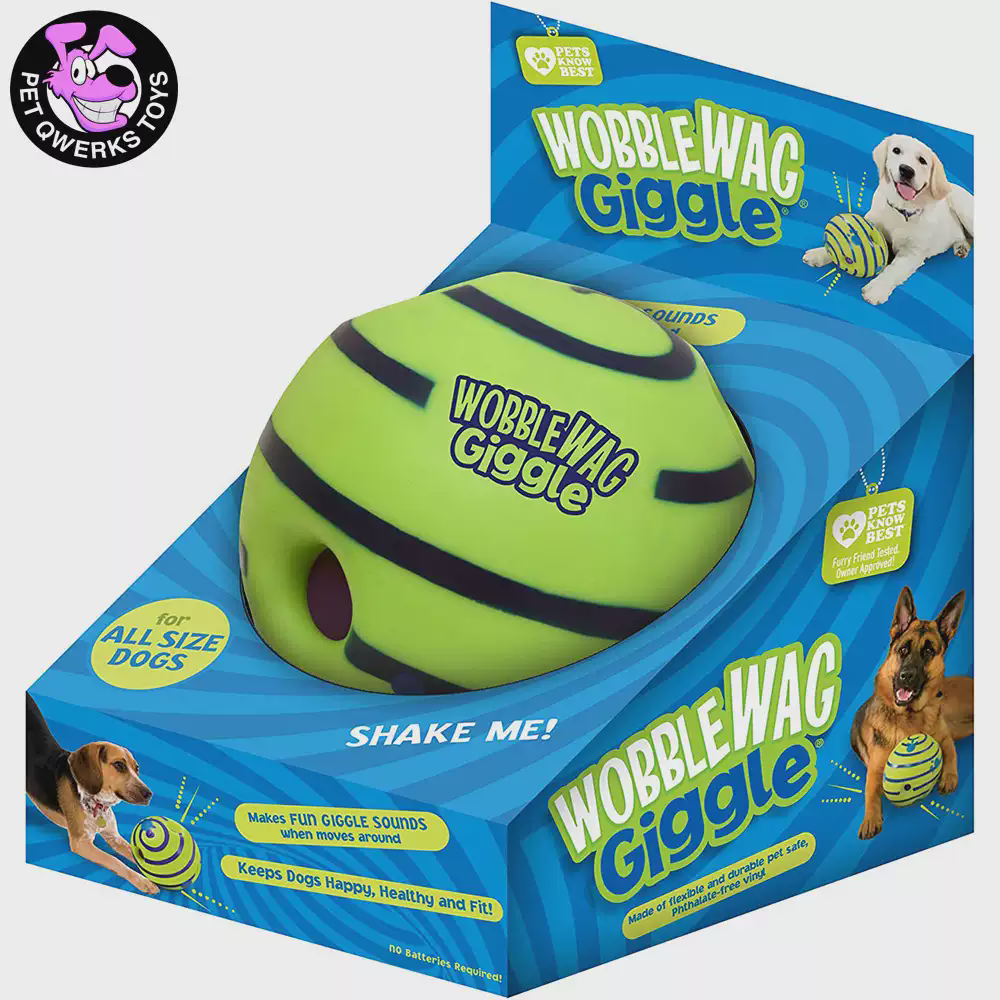 PET QWERKS TOYS
PETS
KNOW
BEST
WOBBLE WAG
Giggle®
SOUNDS
WOBBLE WAG
Giggle
PETS
KNOW
BEST
Furry Friend Tested.
Owner Approved!
for
ALL SIZE
DOGS
SHAKE ME!
WOBBLE WAG
Giggle®
Makes FUN GIGGLE SOUNDS
when moves around
Keeps Dogs Happy, Healthy and Fit!
Made of flexible and durable pet safe,
Phthalate-free vinyl
no Batteries Required!